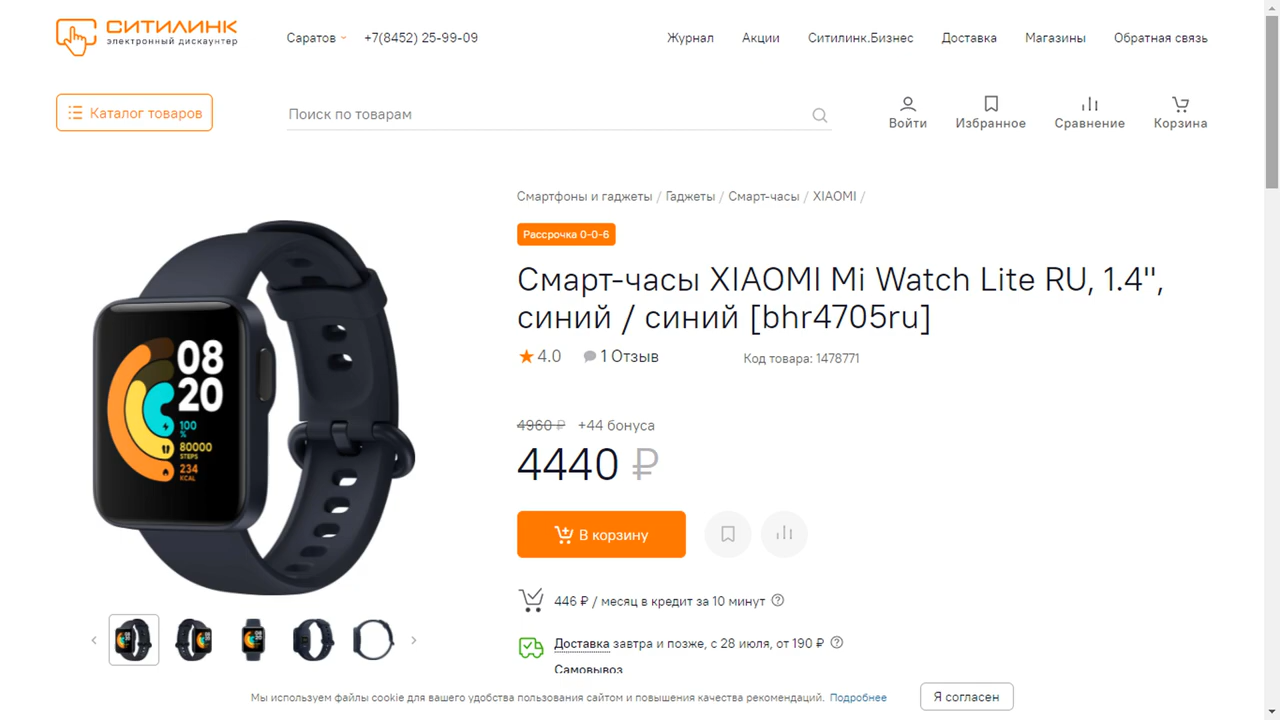 СИТИЛИНК
электронный дискаунтер
Саратов
+7(8452) 25-99-09
Журнал
Акции
Ситилинк.Бизнес
Доставка
Магазины
Обратная связь
Каталог товаров
Поиск по товарам
Войти
Избранное
Сравнение
Корзина
Смартфоны и гаджеты / Гаджеты / Смарт-часы / XIAOMI /
Рассрочка 0-0-6
Смарт-часы XIAOMI Mi Watch Lite RU, 1.4",
синий / синий [bhr4705ru]
4.0
1 Отзыв
Код товара: 1478771
4960 ₽ +44 бонуса
4440 ₽
В корзину
446 ₽ / месяц в кредит за 10 минут
Доставка завтра и позже, с 28 июля, от 190 ₽
Самовывоз
08
20
100
%
80000
STEPS
234
KCAL
Мы используем файлы cookie для вашего удобства пользования сайтом и повышения качества рекомендаций. Подробнее
Я согласен